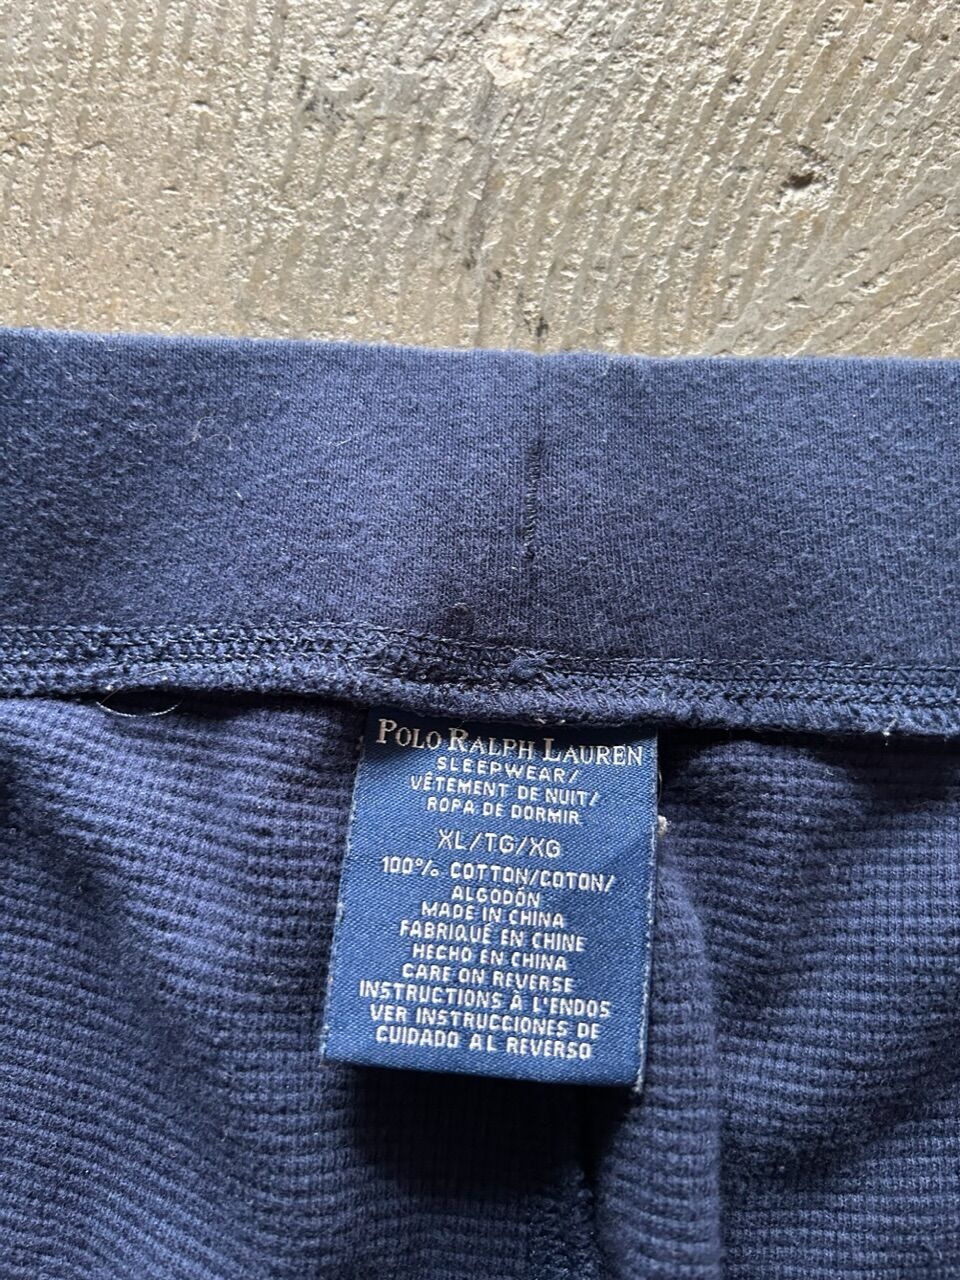 POLO RALPH LAUREN
SLEEPWEAR/
VÊTEMENT DE NUIT/
ROPA DE DORMIR
XL/TG/XG
100% COTTON/COTON/
ALGODÓN
MADE IN CHINA
FABRIQUÉ EN CHINE
HECHO EN CHINA
CARE ON REVERSE
INSTRUCTIONS À L'ENDOS
VER INSTRUCCIONES DE
CUIDADO AL REVERSO